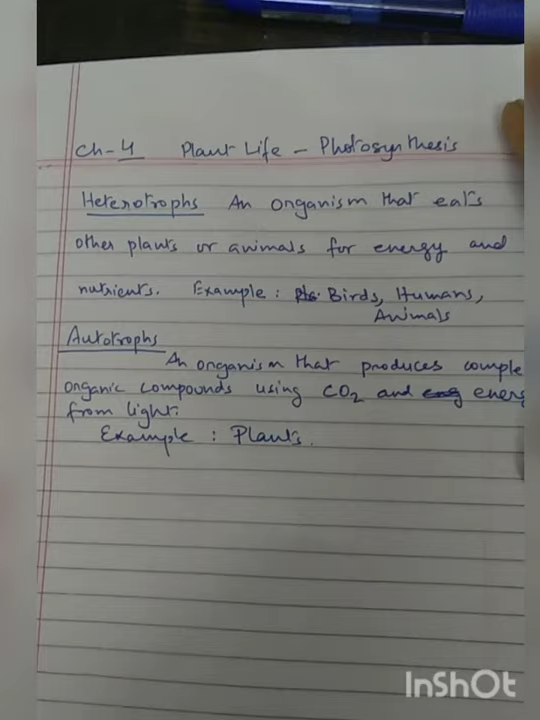 Ch-4 Plant Life - Photosynthesis
Heterotrophs An organism that eats
other plants or animals for energy and
nutrients. Example : Birds, Humans,
Animals
Autotrophs
An organism that produces comple
organic compounds using CO2 and energ
from light.
Example : Plants.
InShOt